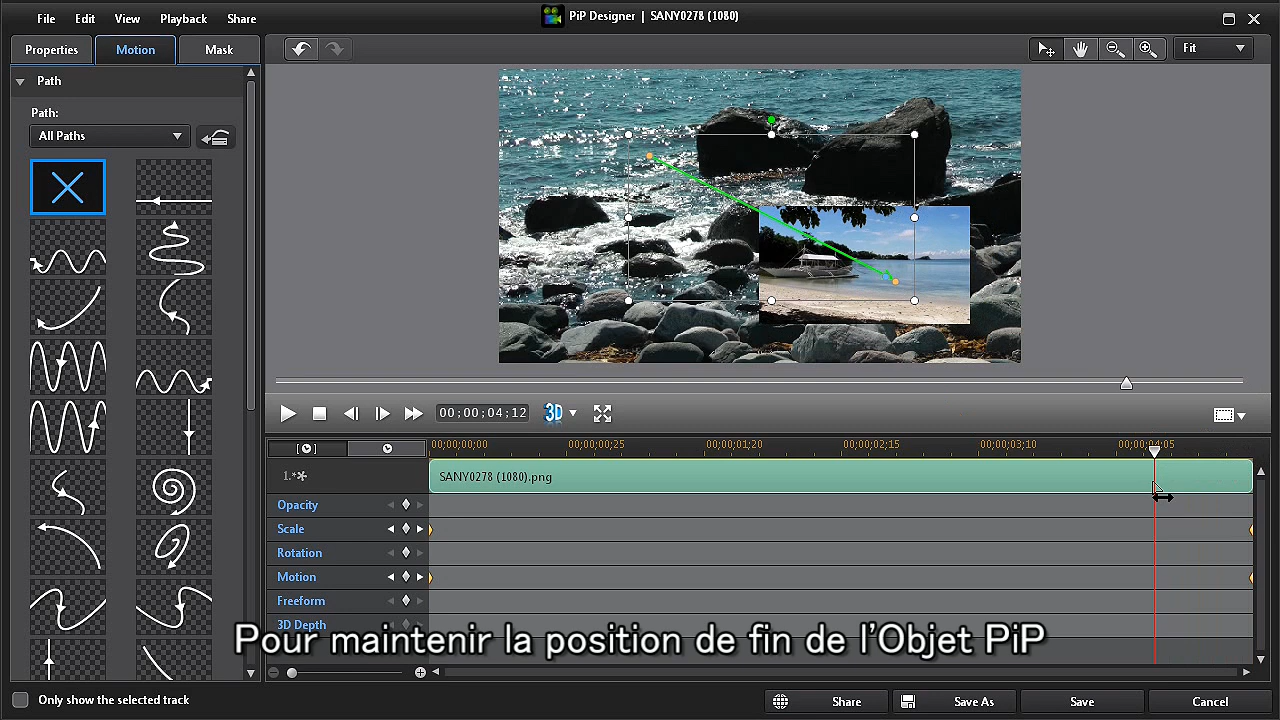 File Edit View Playback Share
PiP Designer | SANY0278 (1080)
Properties Motion Mask
Fit
Path
Path:
All Paths
00;00;04;12
3D
00;00;00;00 00;00;00;25 00;00;01;20 00;00;02;15 00;00;03;10 00;00;04;05
1.
SANY0278 (1080).png
Opacity
Scale
Rotation
Motion
Freeform
3D Depth
Pour maintenir la position de fin de l'Objet PiP
Only show the selected track
Share Save As Save Cancel